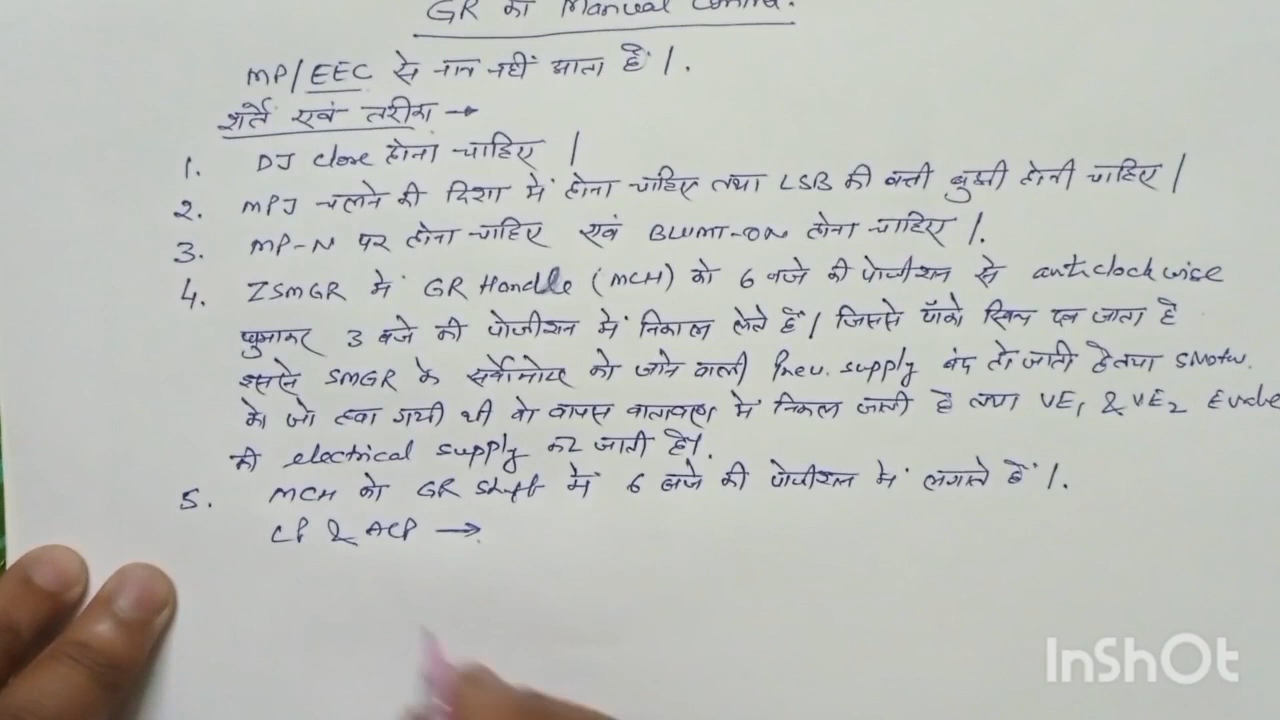 GR का Manual Control.
MP/EEC से नाच नहीं आता है।.
शर्ते एवं तरीका →
1. DJ close होना चाहिए।
2. MPJ चलने की दिशा में होना चाहिए तथा LSB की बत्ती बुझी होनी चाहिए।
3. MP-N पर होना चाहिए एवं BLVMT-ON होना चाहिए।.
4. ZSMGR में GR Handle (MCH) को 6 बजे की पोजीशन से anticlockwise
घुमाकर 3 बजे की पोजीशन में निकाल लेते हैं। जिससे कॉक जाता है
इससे SMGR के सर्वोमोटर को जाने वाली Pneu. supply बंद हो जाती है तथा SMotor.
में जो हवा गयी थी वो वापस वातावरण में निकल जाती है तथा VE1 & VE2
की electrical supply कट जाती है।.
5. MCH को GR shaft में 6 बजे की पोजीशन में लगाते हैं।.
CP & ACP →
InShOt